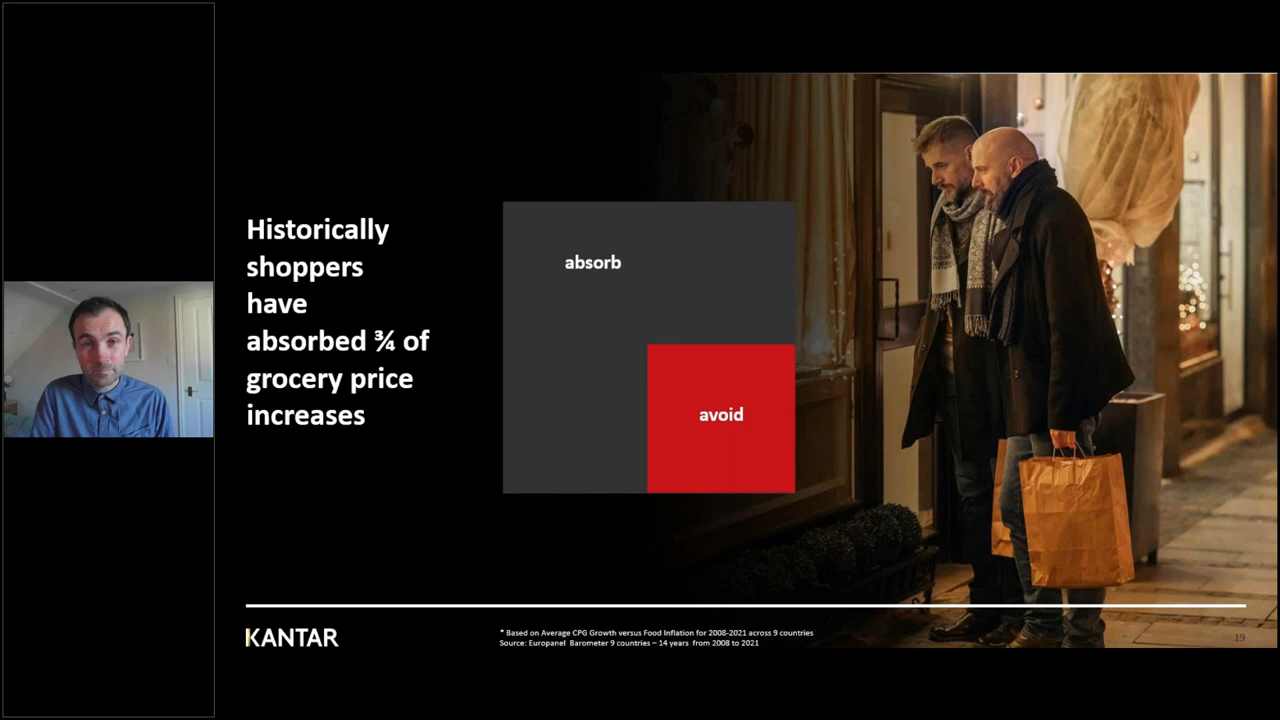 Historically
shoppers
have
absorbed ¾ of
grocery price
increases
absorb
avoid
KANTAR
* Based on Average CPG Growth versus Food Inflation for 2008-2021 across 9 countries
Source: Europanel Barometer 9 countries – 14 years from 2008 to 2021
19